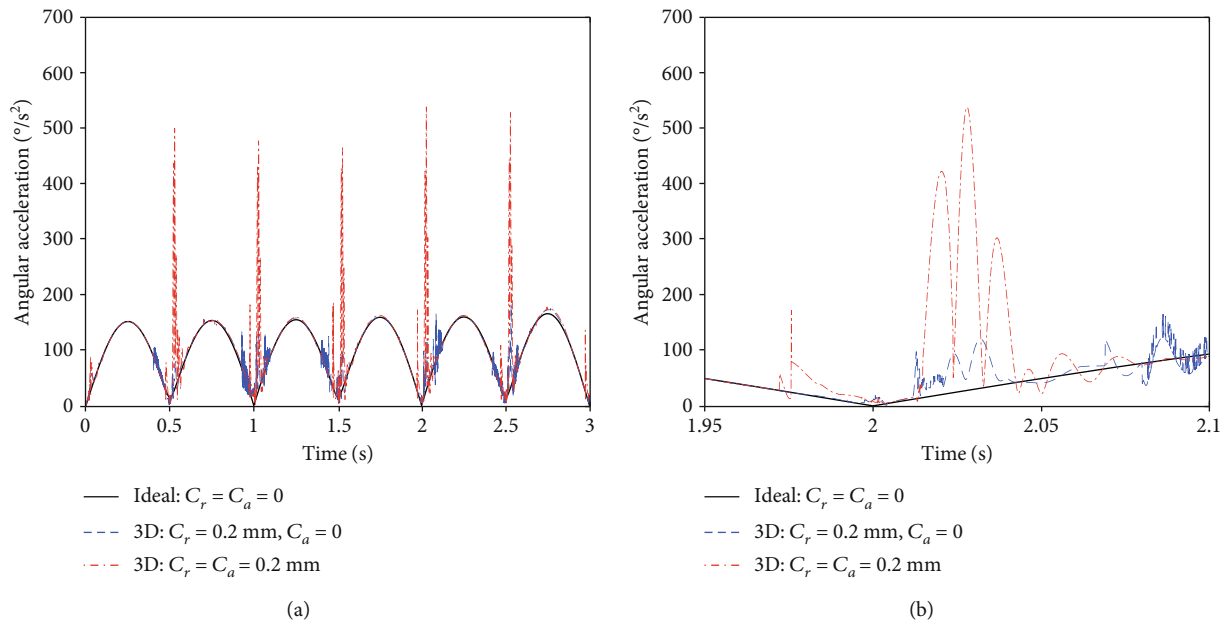 700
600
500
400
300
200
100
0
Angular acceleration (°/s²)
0 0.5 1 1.5 2 2.5 3
Time (s)
Ideal: Cᵣ = Cₐ = 0
3D: Cᵣ = 0.2 mm, Cₐ = 0
3D: Cᵣ = Cₐ = 0.2 mm
(a)
700
600
500
400
300
200
100
0
Angular acceleration (°/s²)
1.95 2 2.05 2.1
Time (s)
Ideal: Cᵣ = Cₐ = 0
3D: Cᵣ = 0.2 mm, Cₐ = 0
3D: Cᵣ = Cₐ = 0.2 mm
(b)